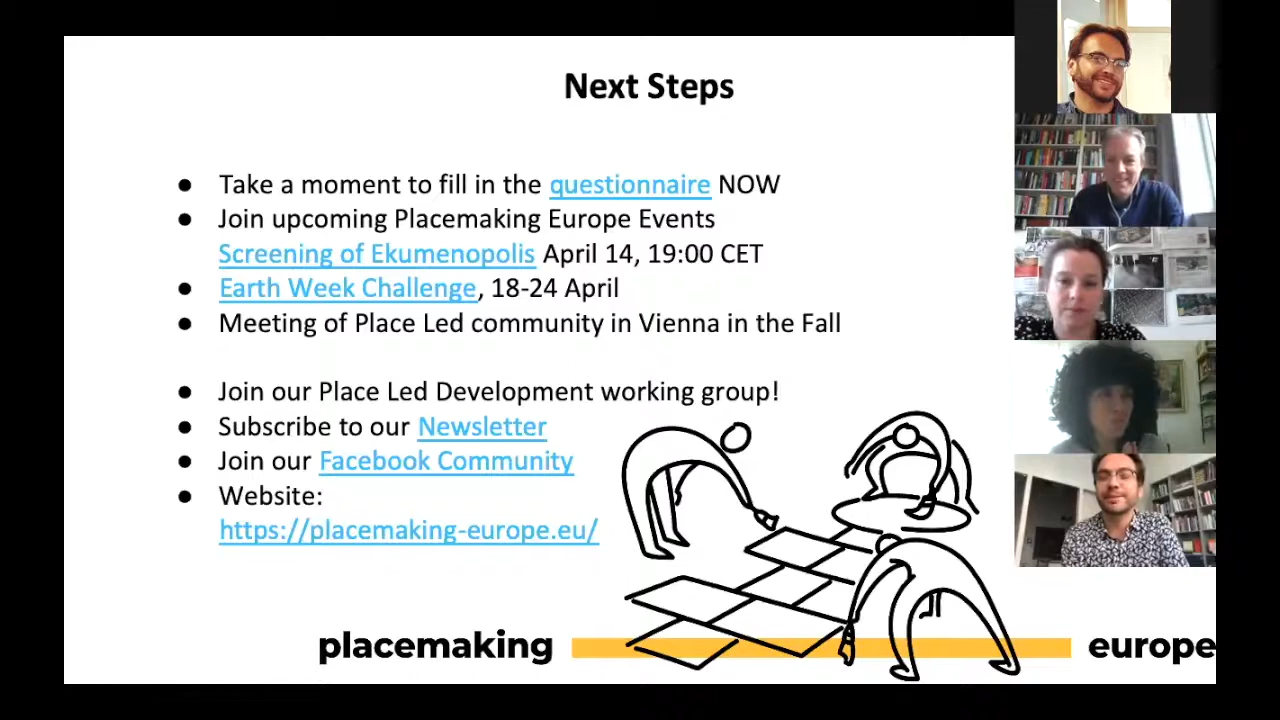 Next Steps
● Take a moment to fill in the questionnaire NOW
● Join upcoming Placemaking Europe Events
Screening of Ekumenopolis April 14, 19:00 CET
● Earth Week Challenge, 18-24 April
● Meeting of Place Led community in Vienna in the Fall
● Join our Place Led Development working group!
● Subscribe to our Newsletter
● Join our Facebook Community
● Website:
https://placemaking-europe.eu/
placemaking europe